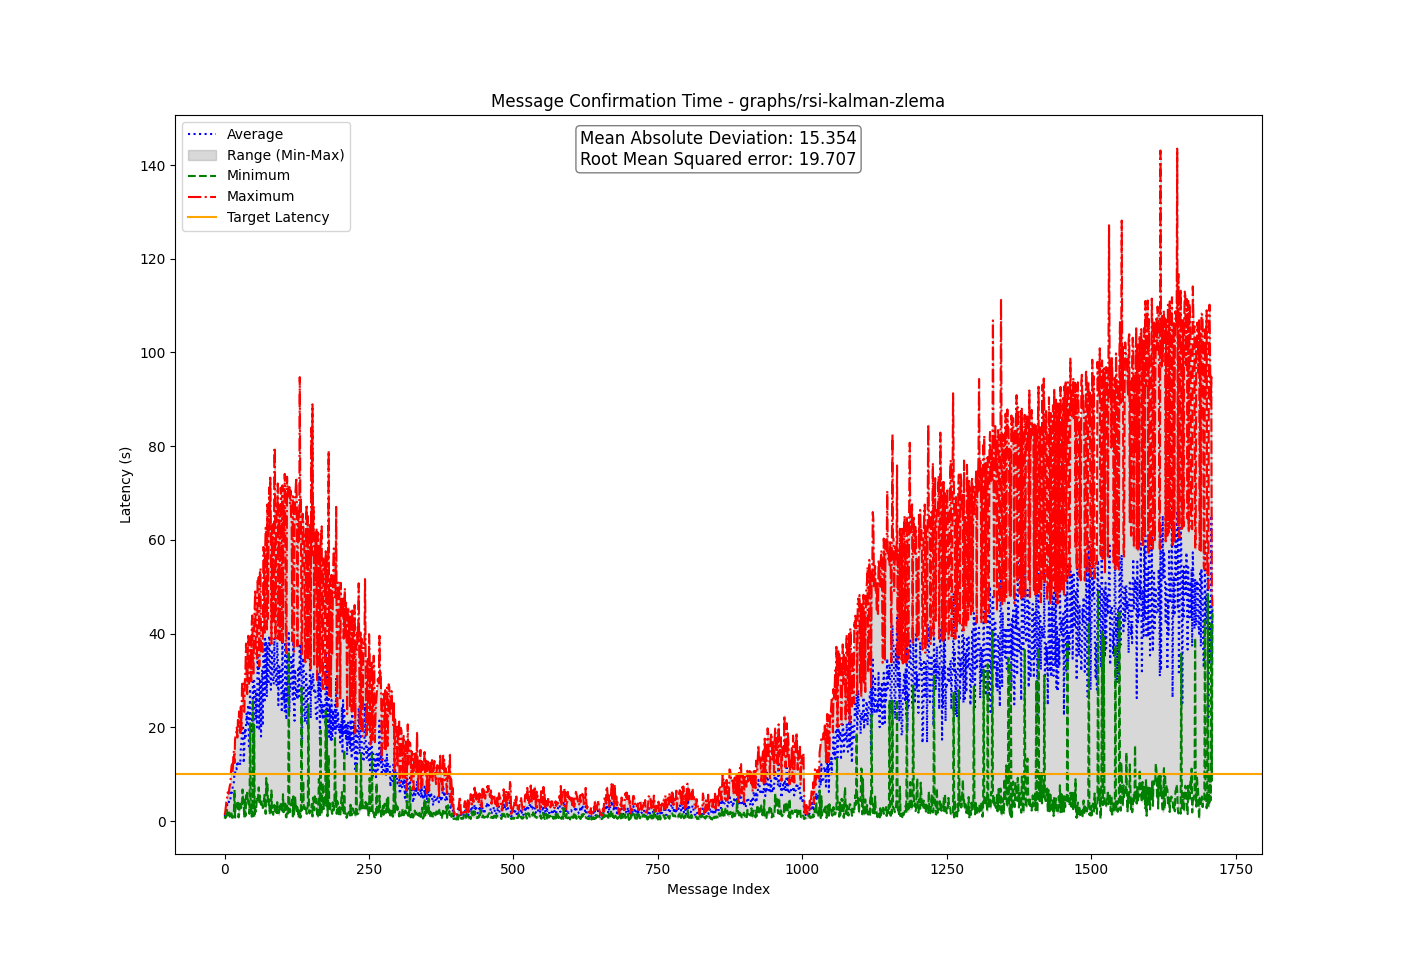 Message Confirmation Time - graphs/rsi-kalman-zlema
Average
Range (Min-Max)
Minimum
Maximum
Target Latency
Mean Absolute Deviation: 15.354
Root Mean Squared error: 19.707
140
120
100
80
60
40
20
0
Latency (s)
0
250
500
750
1000
1250
1500
1750
Message Index